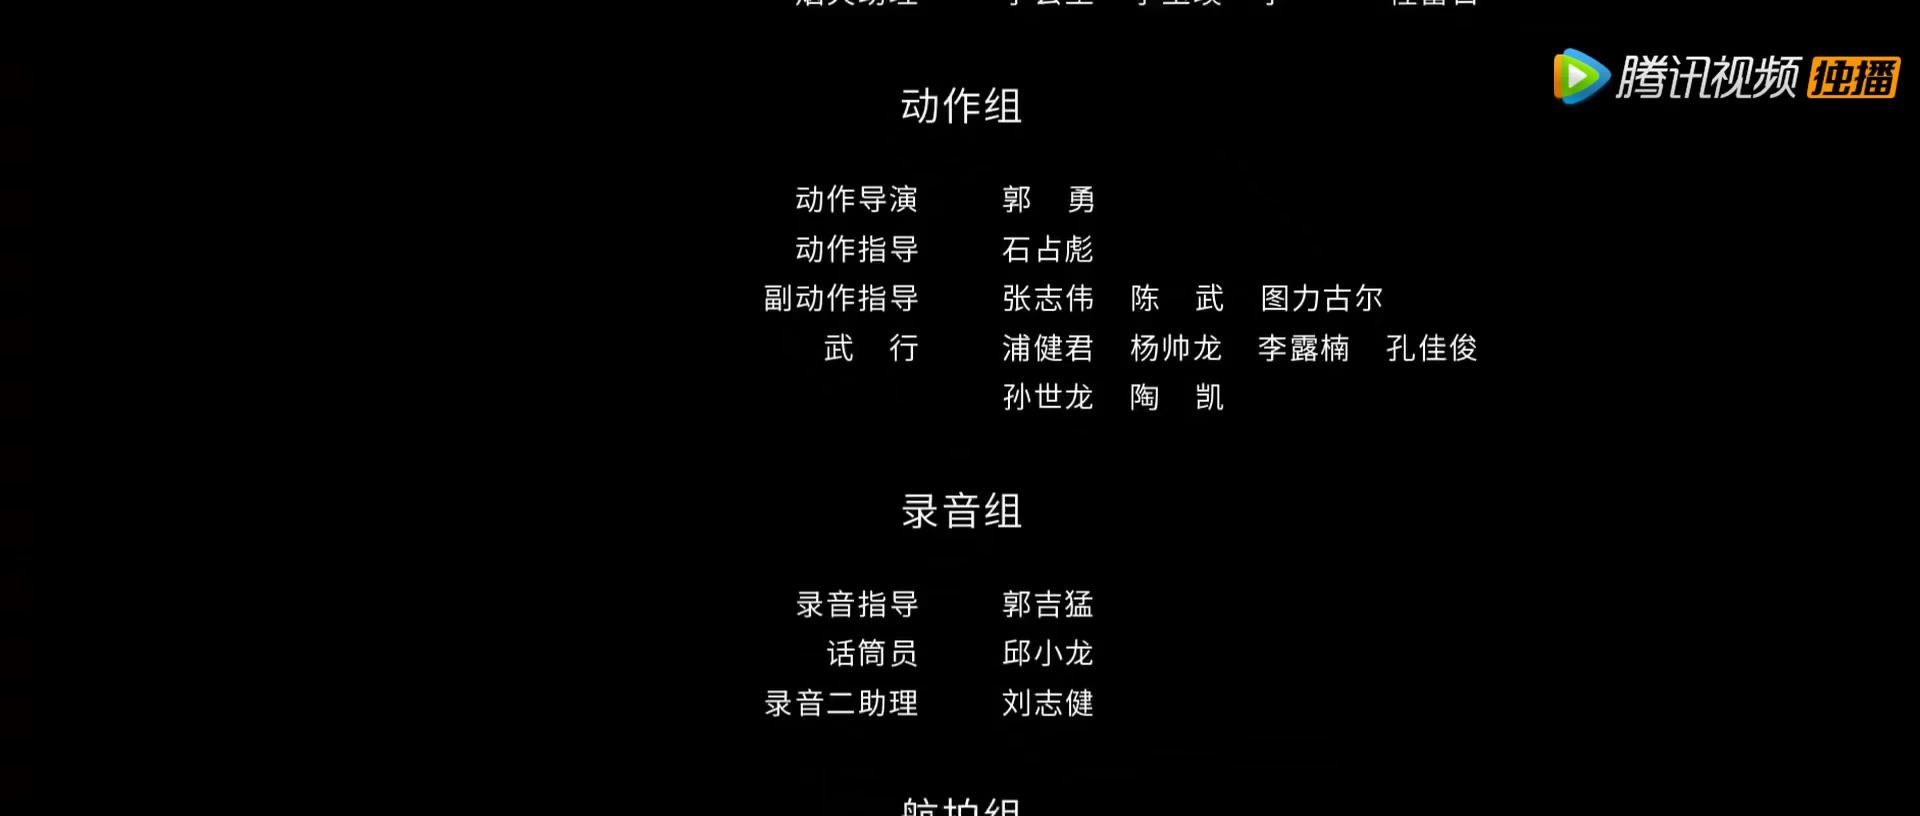 腾讯视频 独播
动作组
动作导演 郭 勇
动作指导 石占彪
副动作指导 张志伟 陈 武 图力古尔
武 行 浦健君 杨帅龙 李露楠 孔佳俊
孙世龙 陶 凯
录音组
录音指导 郭吉猛
话筒员 邱小龙
录音二助理 刘志健
航拍组